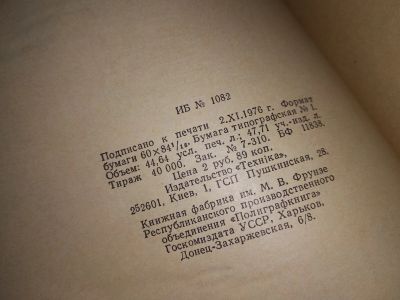 ИБ № 1082
Подписано к печати 2.XI.1976 г. Формат
бумаги 60×84¹/₁₆. Бумага типографская № 1.
Объем: 44,64 усл. печ. л.; 47,71 уч.-изд. л.
Тираж 40 000. Зак. № 7-310. БФ 11838.
Цена 2 руб. 89 коп.
Издательство «Технiка»,
252601, Киев, 1, ГСП Пушкинская, 28.
Книжная фабрика им. М. В. Фрунзе
Республиканского производственного
объединения «Полиграфкнига»
Госкомиздата УССР, Харьков,
Донец-Захаржевская, 6/8.